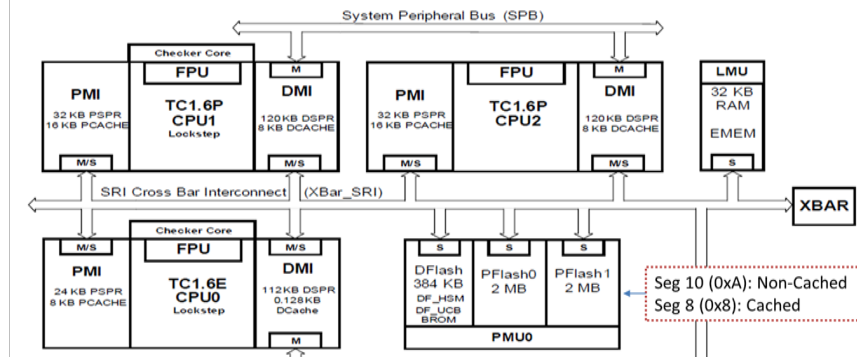 System Peripheral Bus (SPB)
Checker Core
FPU
M
PMI
DMI
TC1.6P
CPU1
Lockstep
32 KB PSPR
16 KB PCACHE
120 KB DSPR
8 KB DCACHE
M/S
M/S
FPU
M
PMI
DMI
TC1.6P
CPU2
32 KB PSPR
16 KB PCACHE
120 KB DSPR
8 KB DCACHE
M/S
M/S
LMU
32 KB
RAM
EMEM
S
SRI Cross Bar Interconnect (XBar_SRI)
XBAR
Checker Core
M/S
FPU
M/S
PMI
DMI
TC1.6E
CPU0
Lockstep
24 KB PSPR
8 KB PCACHE
112KB DSPR
0.128KB
DCache
M
S
S
S
DFlash
384 KB
DF_HSM
DF_UCB
BROM
PFlash0
2 MB
PFlash1
2 MB
PMU0
Seg 10 (0xA): Non-Cached
Seg 8 (0x8): Cached